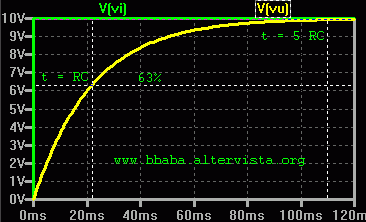 V(vi) V(vu)
10V
9V
t = 5 RC
8V
7V
t = RC 63%
6V
5V
4V
3V
2V
www.bbaba.altervista.org
1V
0V
0ms 20ms 40ms 60ms 80ms 100ms 120ms